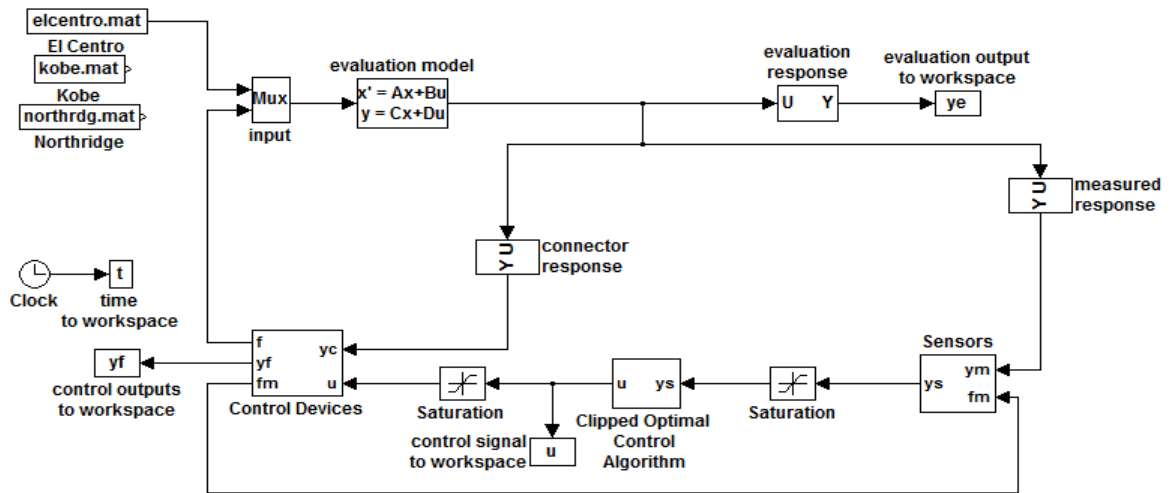 elcentro.mat
El Centro
kobe.mat
Kobe
northrdg.mat
Northridge
Mux
input
evaluation model
x' = Ax+Bu
y = Cx+Du
evaluation
response
U Y
evaluation output
to workspace
ye
Y U
measured
response
Y U
connector
response
Clock
t
time
to workspace
yf
control outputs
to workspace
f
yf
fm
yc
u
Control Devices
Saturation
control signal
to workspace
u
u ys
Clipped Optimal
Control
Algorithm
Saturation
Sensors
ys
ym
fm